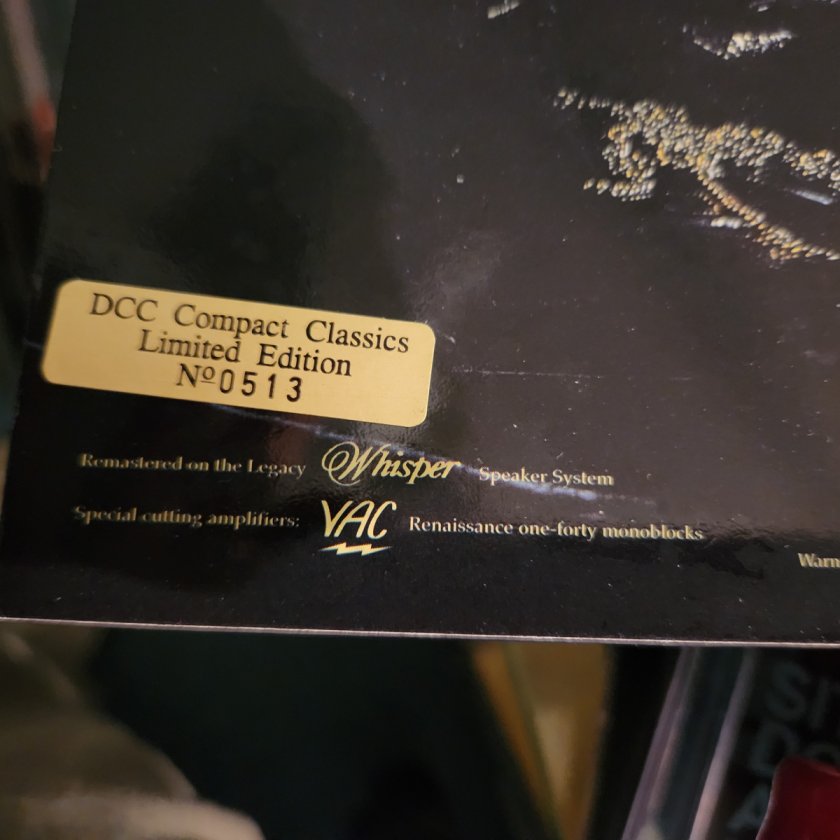 DCC Compact Classics
Limited Edition
Nº0513
Remastered on the Legacy Whisper Speaker System
Special cutting amplifiers: VAC Renaissance one-forty monoblocks
Warn